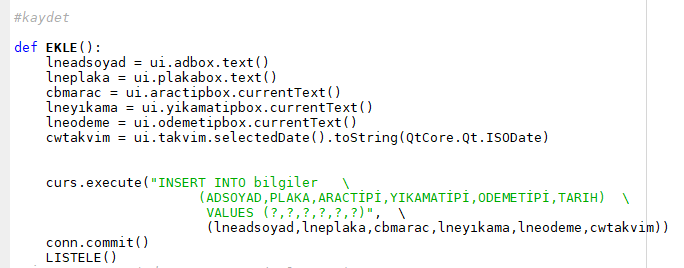 #kaydet
def EKLE():
lneadsoyad = ui.adbox.text()
lneplaka = ui.plakabox.text()
cbmarac = ui.aractipbox.currentText()
lneyıkama = ui.yikamatipbox.currentText()
lneodeme = ui.odemetipbox.currentText()
cwtakvim = ui.takvim.selectedDate().toString(QtCore.Qt.ISODate)
curs.execute("INSERT INTO bilgiler \
(ADSOYAD,PLAKA,ARACTİPİ,YIKAMATİPİ,ODEMETİPİ,TARIH) \
VALUES (?,?,?,?,?,?)", \
(lneadsoyad,lneplaka,cbmarac,lneyıkama,lneodeme,cwtakvim))
conn.commit()
LISTELE()